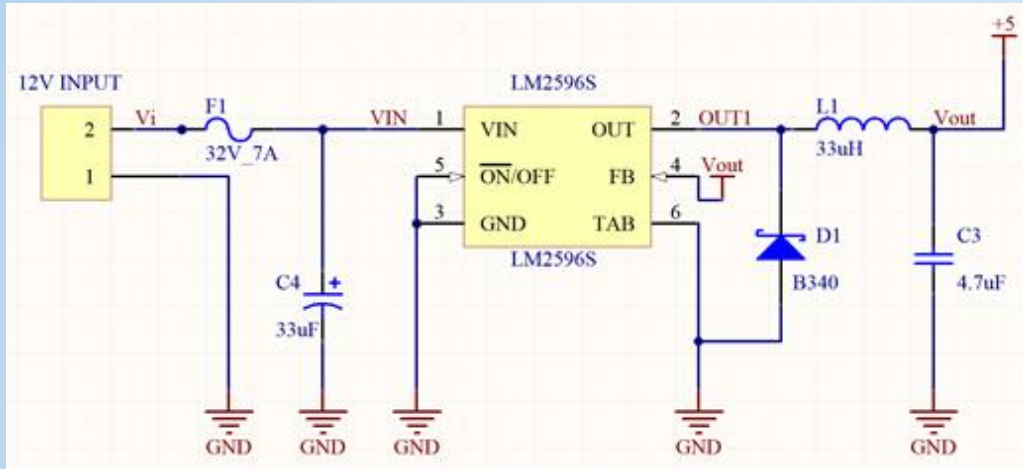 +5
12V INPUT
LM2596S
F1
L1
2 Vi VIN 1 VIN OUT 2 OUT1 Vout
32V_7A 33uH
1 5 ON/OFF FB 4 Vout
3 GND TAB 6
D1 C3
LM2596S
C4 + B340 4.7uF
33uF
GND GND GND GND GND